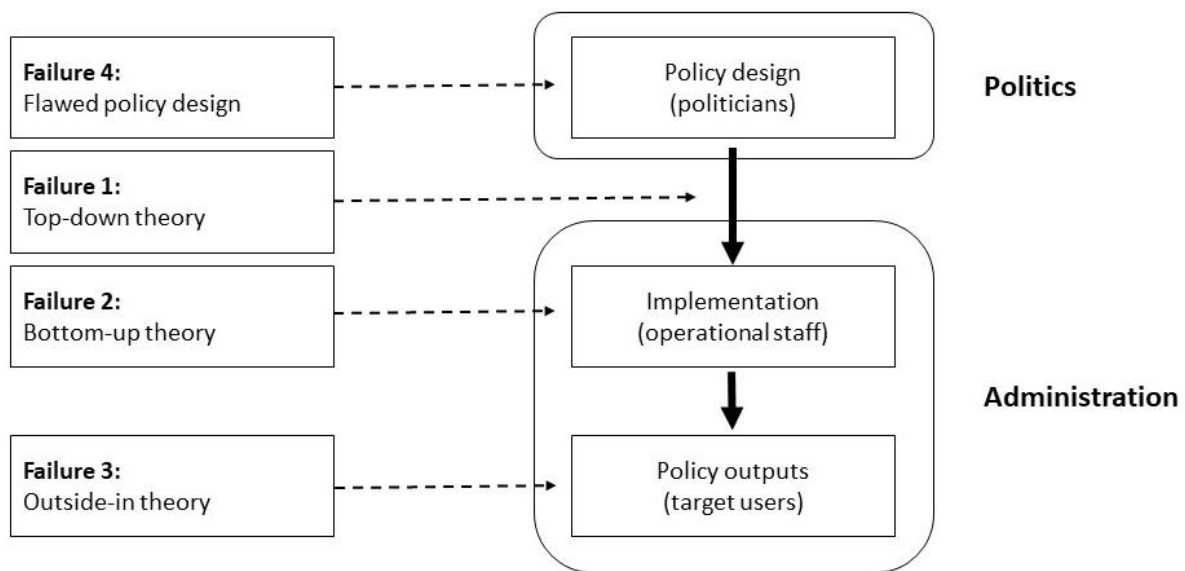 Failure 4:
Flawed policy design
Policy design
(politicians)
Politics
Failure 1:
Top-down theory
Failure 2:
Bottom-up theory
Implementation
(operational staff)
Administration
Failure 3:
Outside-in theory
Policy outputs
(target users)